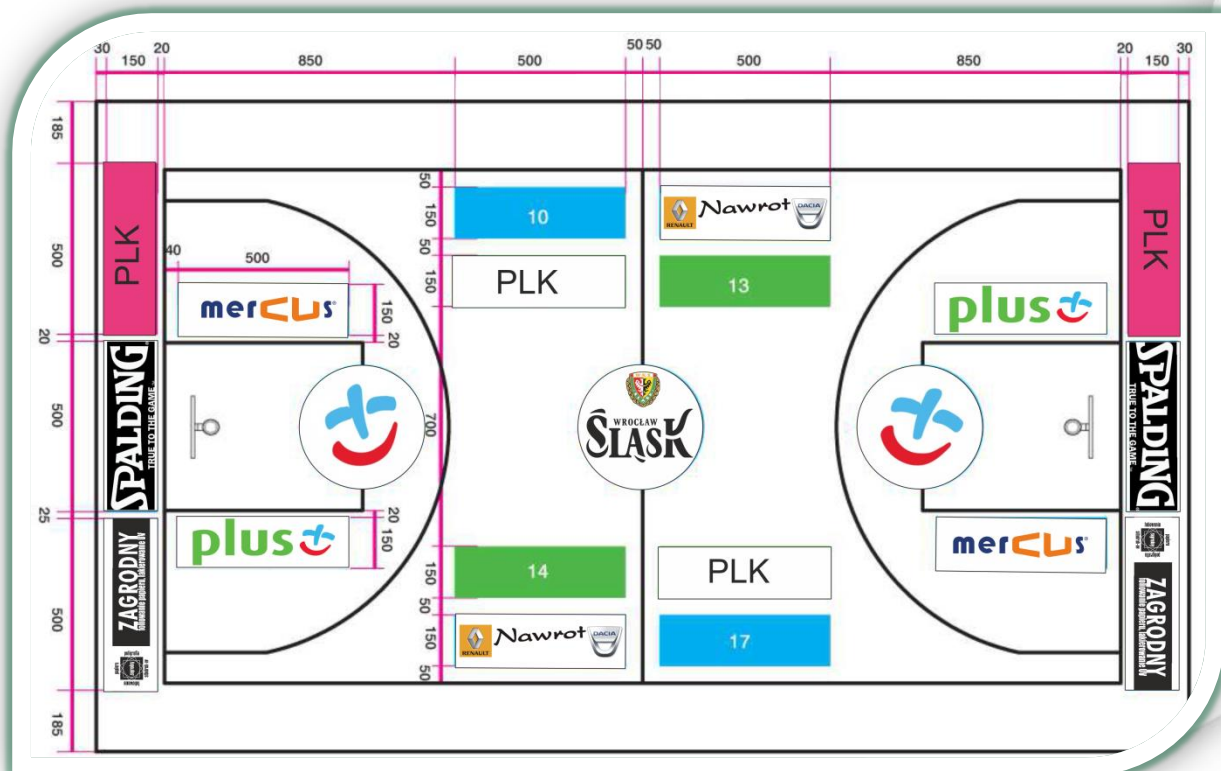 30 150 20 850 500 50 50 500 850 20 150 30
185
500
20
500
25
500
185
PLK
SPALDING
TRUE TO THE GAME
ZAGRODNY
40 500
mercus
150
20
plus
20
150
50
150
50
150
700
150
50
150
50
10
PLK
14
RENAULT Nawrot DACIA
WROCŁAW
ŚLĄSK
RENAULT Nawrot DACIA
13
PLK
17
plus
mercus
PLK
SPALDING
TRUE TO THE GAME
ZAGRODNY